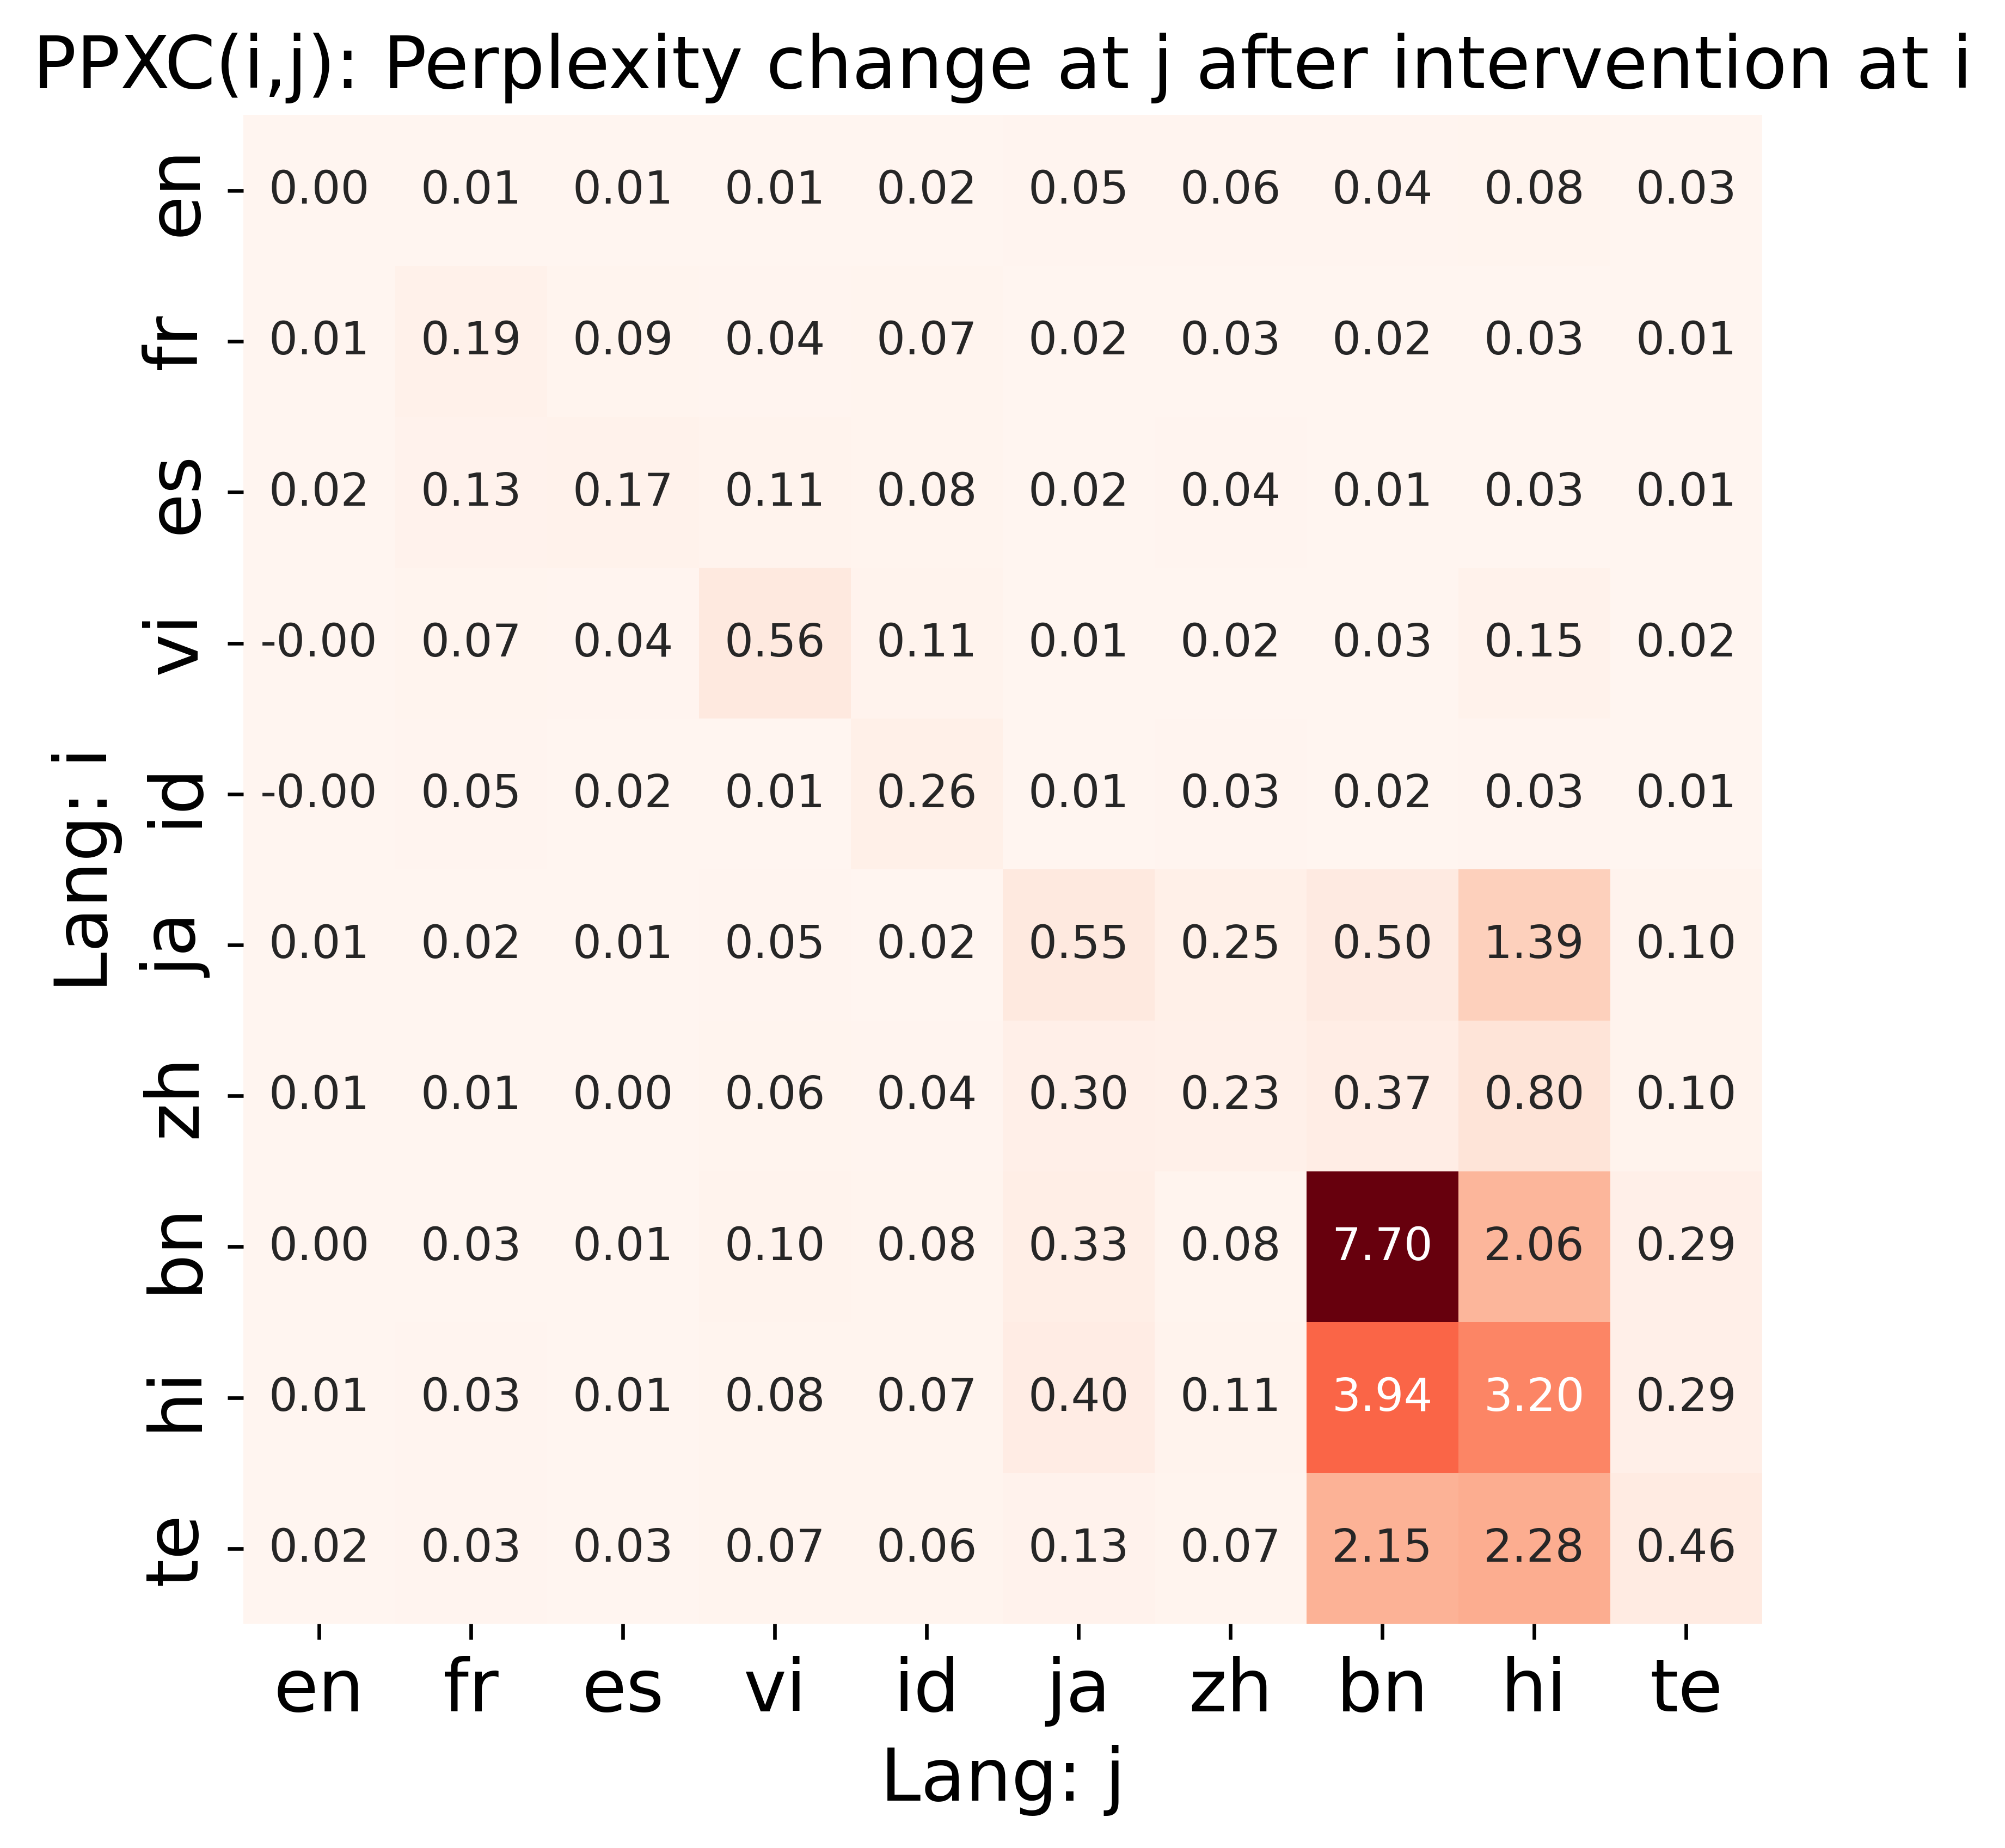 PPXC(i,j): Perplexity change at j after intervention at i
en 0.00 0.01 0.01 0.01 0.02 0.05 0.06 0.04 0.08 0.03
fr 0.01 0.19 0.09 0.04 0.07 0.02 0.03 0.02 0.03 0.01
es 0.02 0.13 0.17 0.11 0.08 0.02 0.04 0.01 0.03 0.01
vi -0.00 0.07 0.04 0.56 0.11 0.01 0.02 0.03 0.15 0.02
id -0.00 0.05 0.02 0.01 0.26 0.01 0.03 0.02 0.03 0.01
ja 0.01 0.02 0.01 0.05 0.02 0.55 0.25 0.50 1.39 0.10
zh 0.01 0.01 0.00 0.06 0.04 0.30 0.23 0.37 0.80 0.10
bn 0.00 0.03 0.01 0.10 0.08 0.33 0.08 7.70 2.06 0.29
hi 0.01 0.03 0.01 0.08 0.07 0.40 0.11 3.94 3.20 0.29
te 0.02 0.03 0.03 0.07 0.06 0.13 0.07 2.15 2.28 0.46
en fr es vi id ja zh bn hi te
Lang: j
Lang: i